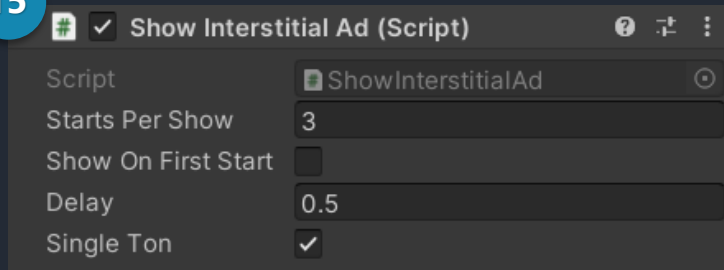 15
# Show Interstitial Ad (Script)
Script # ShowInterstitialAd
Starts Per Show 3
Show On First Start
Delay 0.5
Single Ton